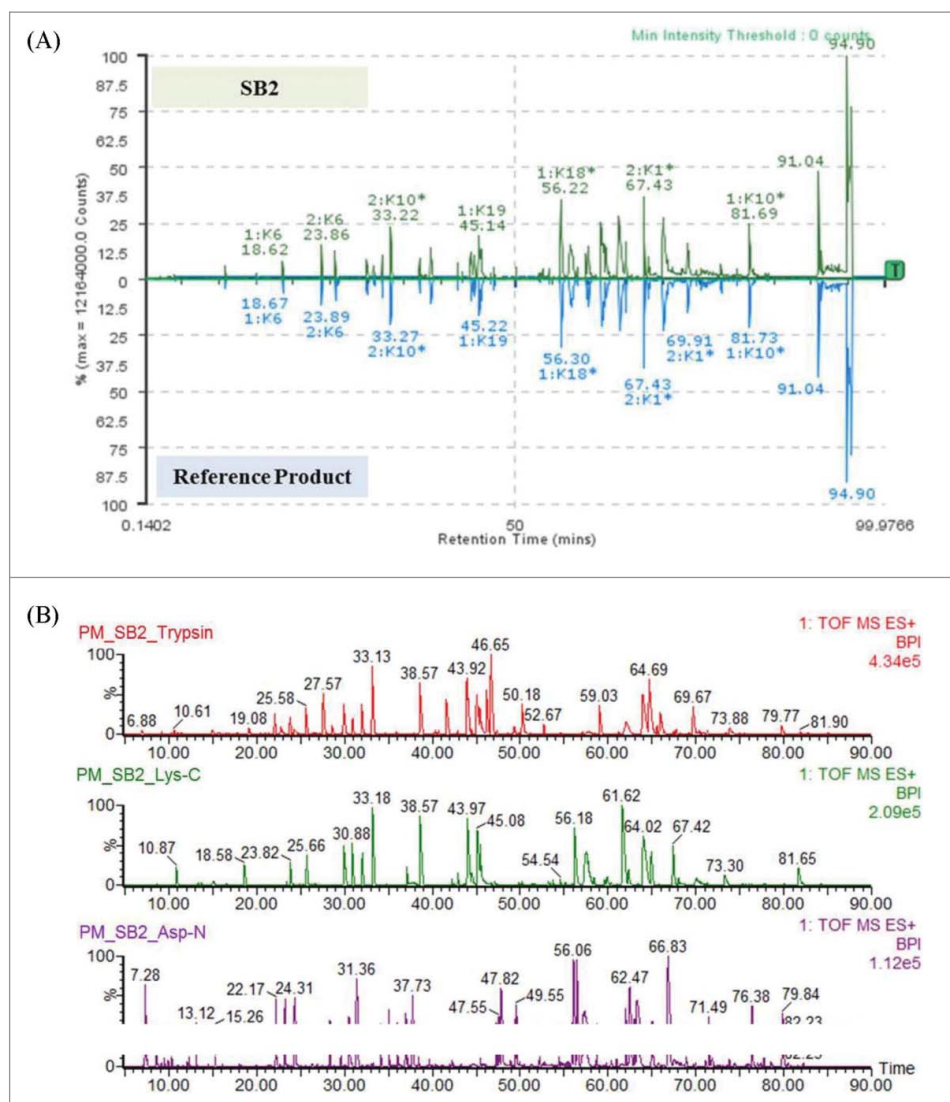 (A)
Min Intensity Threshold : 0 counts
SB2
94.90
1:K18*
56.22
2:K1*
67.43
91.04
2:K10*
33.22
1:K19
45.14
1:K10*
81.69
2:K6
23.86
1:K6
18.62
T
18.67
1:K6
23.89
2:K6
33.27
2:K10*
45.22
1:K19
56.30
1:K18*
67.43
2:K1*
69.91
2:K1*
81.73
1:K10*
91.04
94.90
Reference Product
% (max = 12164000.0 Counts)
100
87.5
75
62.5
50
37.5
25
12.5
0
12.5
25
37.5
50
62.5
75
87.5
100
0.1402 50 99.9766
Retention Time (mins)
(B)
PM_SB2_Trypsin
1: TOF MS ES+
BPI
4.34e5
100
%
0
6.88 10.61 19.08 25.58 27.57 33.13 38.57 43.92 46.65 50.18 52.67 59.03 64.69 69.67 73.88 79.77 81.90
10.00 20.00 30.00 40.00 50.00 60.00 70.00 80.00 90.00
PM_SB2_Lys-C
1: TOF MS ES+
BPI
2.09e5
100
%
0
10.87 18.58 23.82 25.66 30.88 33.18 38.57 43.97 45.08 54.54 56.18 61.62 64.02 67.42 73.30 81.65
10.00 20.00 30.00 40.00 50.00 60.00 70.00 80.00 90.00
PM_SB2_Asp-N
1: TOF MS ES+
BPI
1.12e5
100
%
0
7.28 13.12 15.26 22.17 24.31 31.36 37.73 47.55 47.82 49.55 56.06 62.47 66.83 71.49 76.38 79.84
82.23
Time
10.00 20.00 30.00 40.00 50.00 60.00 70.00 80.00 90.00